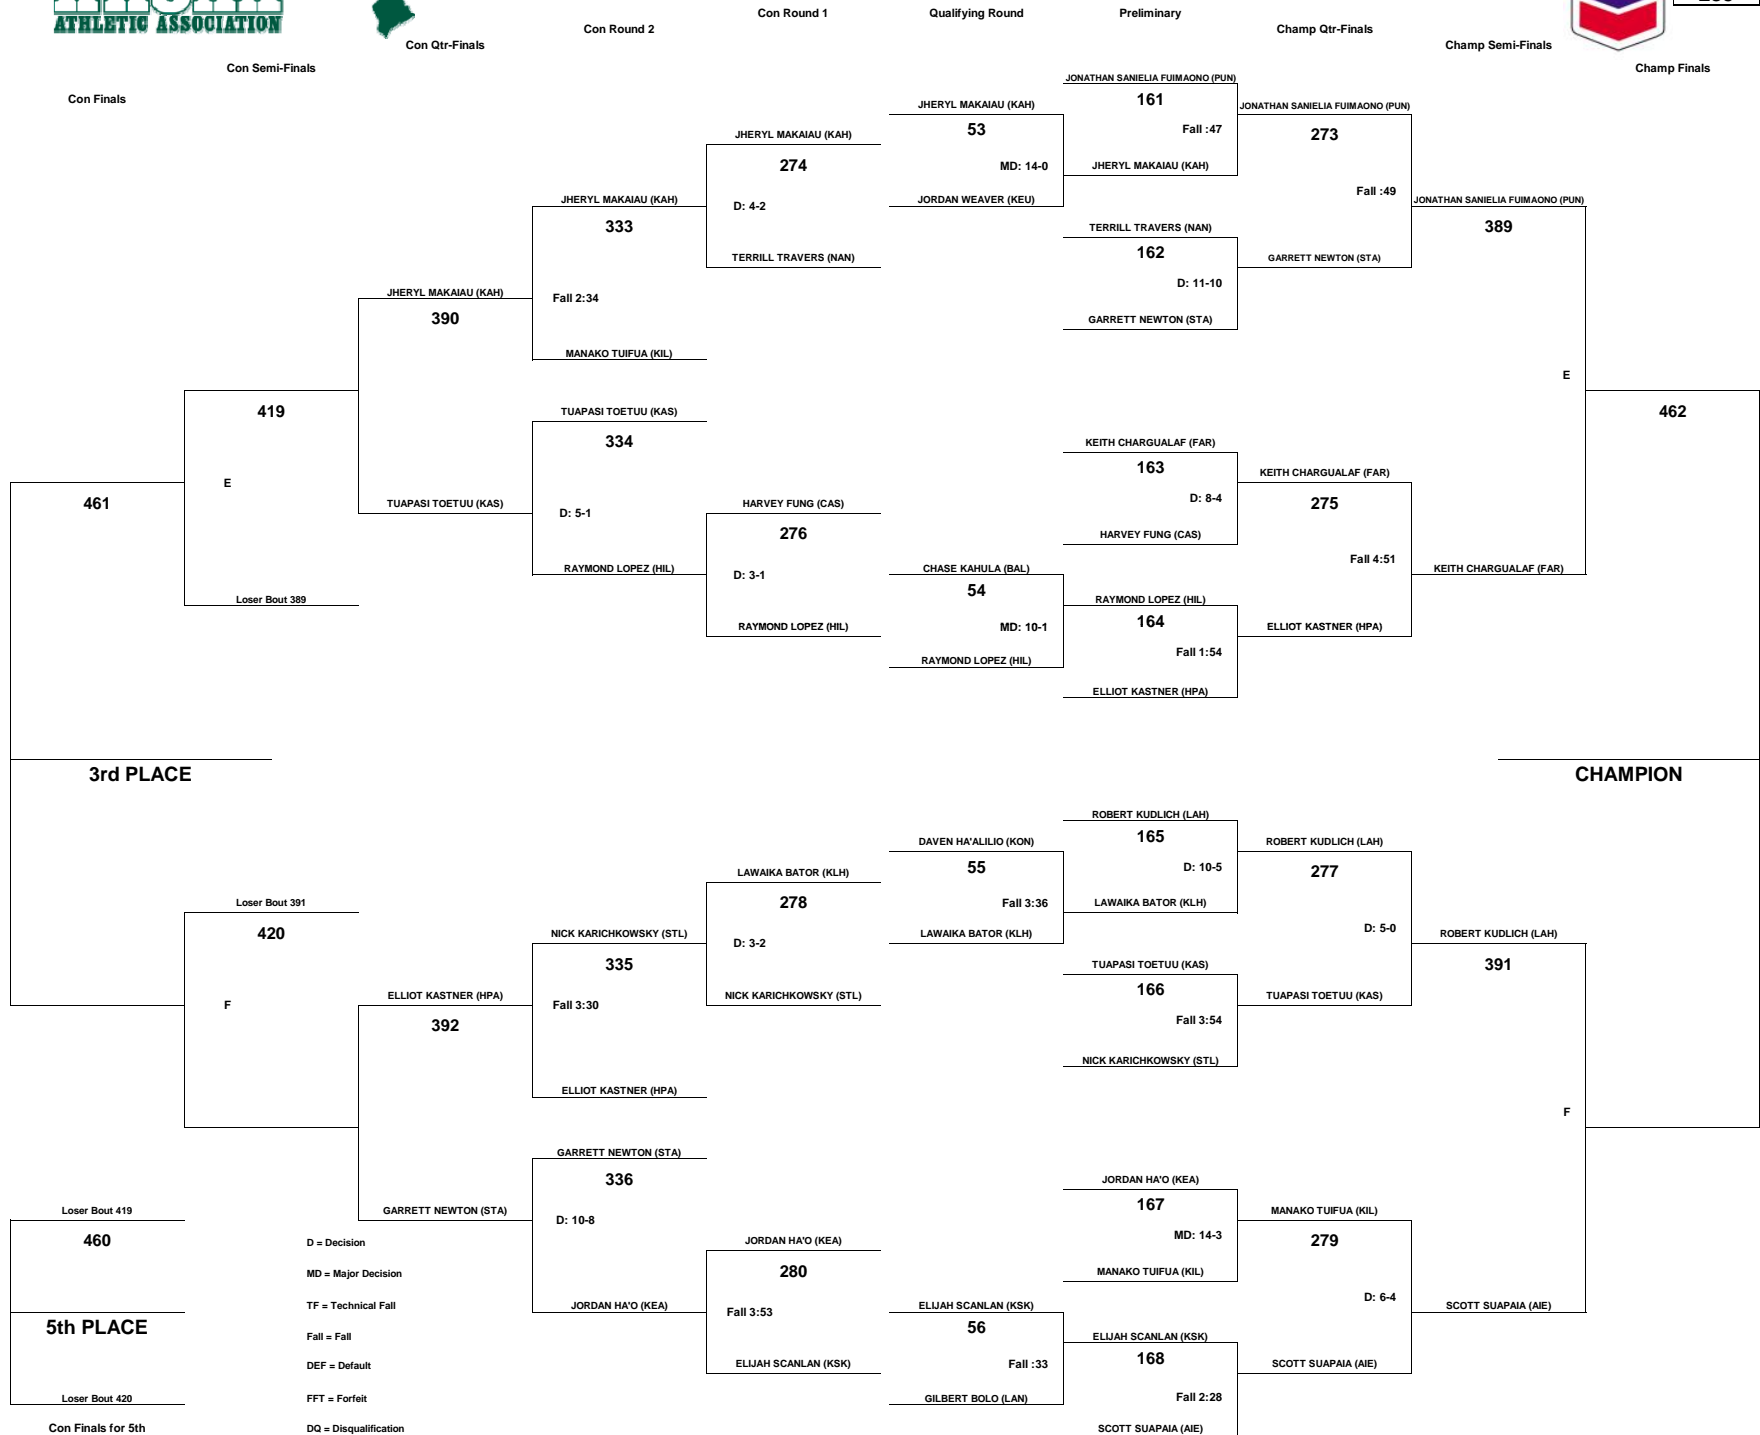 ATHLETIC ASSOCIATION
Con Finals
Con Semi-Finals
Con Qtr-Finals
Con Round 2
Con Round 1
Qualifying Round
Preliminary
Champ Qtr-Finals
Champ Semi-Finals
Champ Finals
JONATHAN SANIELIA FUIMAONO (PUN)
161
Fall :47
JHERYL MAKAIAU (KAH)
JONATHAN SANIELIA FUIMAONO (PUN)
273
Fall :49
JHERYL MAKAIAU (KAH)
53
MD: 14-0
JORDAN WEAVER (KEU)
JHERYL MAKAIAU (KAH)
274
D: 4-2
TERRILL TRAVERS (NAN)
JHERYL MAKAIAU (KAH)
333
Fall 2:34
MANAKO TUIFUA (KIL)
JHERYL MAKAIAU (KAH)
390
TERRILL TRAVERS (NAN)
162
D: 11-10
GARRETT NEWTON (STA)
GARRETT NEWTON (STA)
JONATHAN SANIELIA FUIMAONO (PUN)
389
E
419
E
Loser Bout 389
461
TUAPASI TOETUU (KAS)
334
D: 5-1
RAYMOND LOPEZ (HIL)
TUAPASI TOETUU (KAS)
HARVEY FUNG (CAS)
276
D: 3-1
RAYMOND LOPEZ (HIL)
CHASE KAHULA (BAL)
54
MD: 10-1
RAYMOND LOPEZ (HIL)
KEITH CHARGUALAF (FAR)
163
D: 8-4
HARVEY FUNG (CAS)
RAYMOND LOPEZ (HIL)
164
Fall 1:54
ELLIOT KASTNER (HPA)
KEITH CHARGUALAF (FAR)
275
Fall 4:51
ELLIOT KASTNER (HPA)
KEITH CHARGUALAF (FAR)
462
3rd PLACE
CHAMPION
ROBERT KUDLICH (LAH)
165
D: 10-5
LAWAIKA BATOR (KLH)
ROBERT KUDLICH (LAH)
277
D: 5-0
TUAPASI TOETUU (KAS)
DAVEN HA'ALILIO (KON)
55
Fall 3:36
LAWAIKA BATOR (KLH)
LAWAIKA BATOR (KLH)
278
D: 3-2
NICK KARICHKOWSKY (STL)
NICK KARICHKOWSKY (STL)
335
Fall 3:30
ELLIOT KASTNER (HPA)
ELLIOT KASTNER (HPA)
392
Loser Bout 391
420
F
TUAPASI TOETUU (KAS)
166
Fall 3:54
NICK KARICHKOWSKY (STL)
ROBERT KUDLICH (LAH)
391
F
GARRETT NEWTON (STA)
336
D: 10-8
JORDAN HA'O (KEA)
GARRETT NEWTON (STA)
JORDAN HA'O (KEA)
280
Fall 3:53
ELIJAH SCANLAN (KSK)
ELIJAH SCANLAN (KSK)
56
Fall :33
GILBERT BOLO (LAN)
JORDAN HA'O (KEA)
167
MD: 14-3
MANAKO TUIFUA (KIL)
MANAKO TUIFUA (KIL)
279
D: 6-4
SCOTT SUAPAIA (AIE)
SCOTT SUAPAIA (AIE)
ELIJAH SCANLAN (KSK)
168
Fall 2:28
SCOTT SUAPAIA (AIE)
Loser Bout 419
460
5th PLACE
Loser Bout 420
Con Finals for 5th
D = Decision
MD = Major Decision
TF = Technical Fall
Fall = Fall
DEF = Default
FFT = Forfeit
DQ = Disqualification